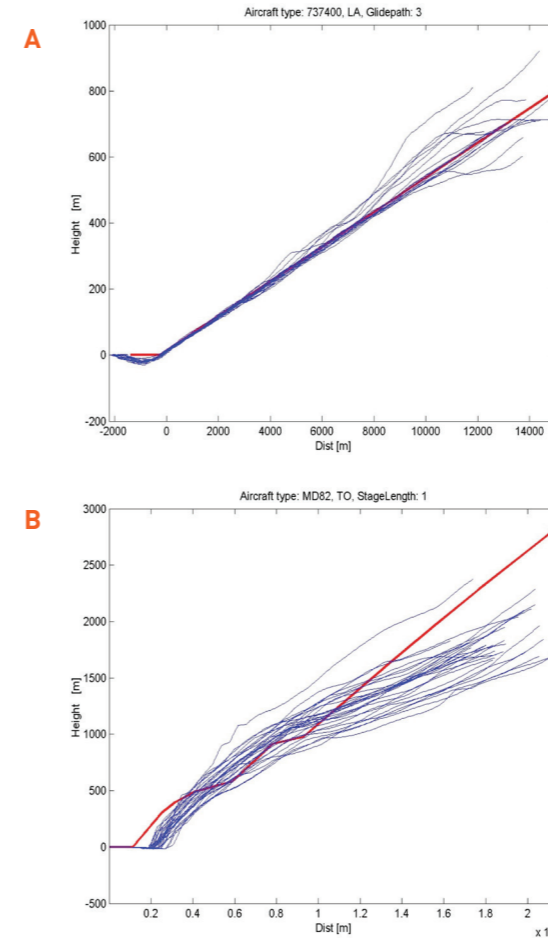 A
Aircraft type: 737400, LA, Glidepath: 3
1000
800
600
400
200
0
-200
Height [m]
-2000 0 2000 4000 6000 8000 10000 12000 14000
Dist [m]
B
Aircraft type: MD82, TO, StageLength: 1
3000
2500
2000
1500
1000
500
0
-500
Height [m]
0.2 0.4 0.6 0.8 1 1.2 1.4 1.6 1.8 2
Dist [m]
x 1